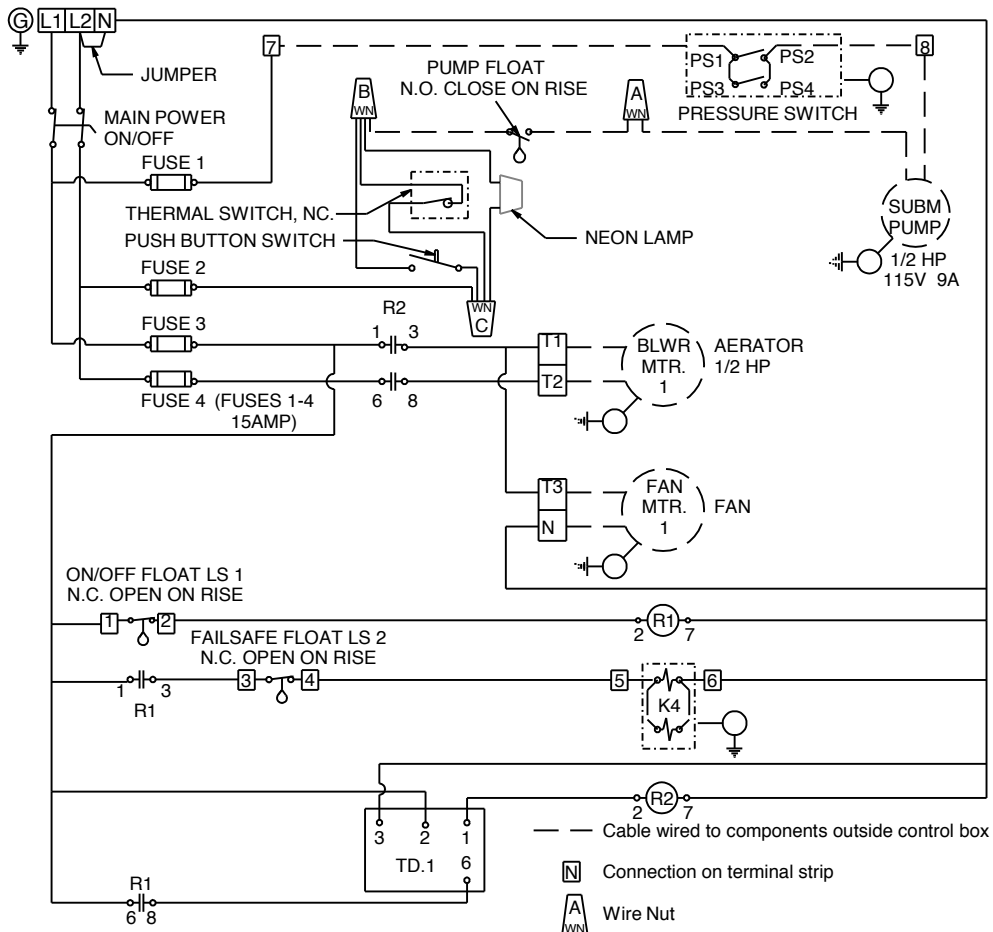 G L1 L2 N
JUMPER
MAIN POWER
ON/OFF
7
PS1 PS2
PS3 PS4
PRESSURE SWITCH
8
PUMP FLOAT
N.O. CLOSE ON RISE
B
WN
A
WN
FUSE 1
THERMAL SWITCH, NC.
PUSH BUTTON SWITCH
NEON LAMP
SUBM
PUMP
1/2 HP
115V 9A
FUSE 2
WN
C
FUSE 3
R2
1 3
T1
BLWR
MTR.
1
AERATOR
1/2 HP
T2
6 8
FUSE 4 (FUSES 1-4
15AMP)
T3
FAN
MTR.
1
FAN
N
ON/OFF FLOAT LS 1
N.C. OPEN ON RISE
1 2
2 R1 7
FAILSAFE FLOAT LS 2
N.C. OPEN ON RISE
1 3
R1
3 4
5 6
K4
2 R2 7
3 2 1
TD.1
6
R1
6 8
Cable wired to components outside control box
N Connection on terminal strip
A
WN
Wire Nut